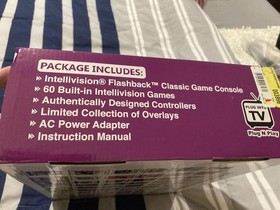 PACKAGE INCLUDES:
» Intellivision® Flashback™ Classic Game Console
» 60 Built-in Intellivision Games
» Authentically Designed Controllers
» Limited Collection of Overlays
» AC Power Adapter
» Instruction Manual
PLUG INTO
TV
Plug N Play